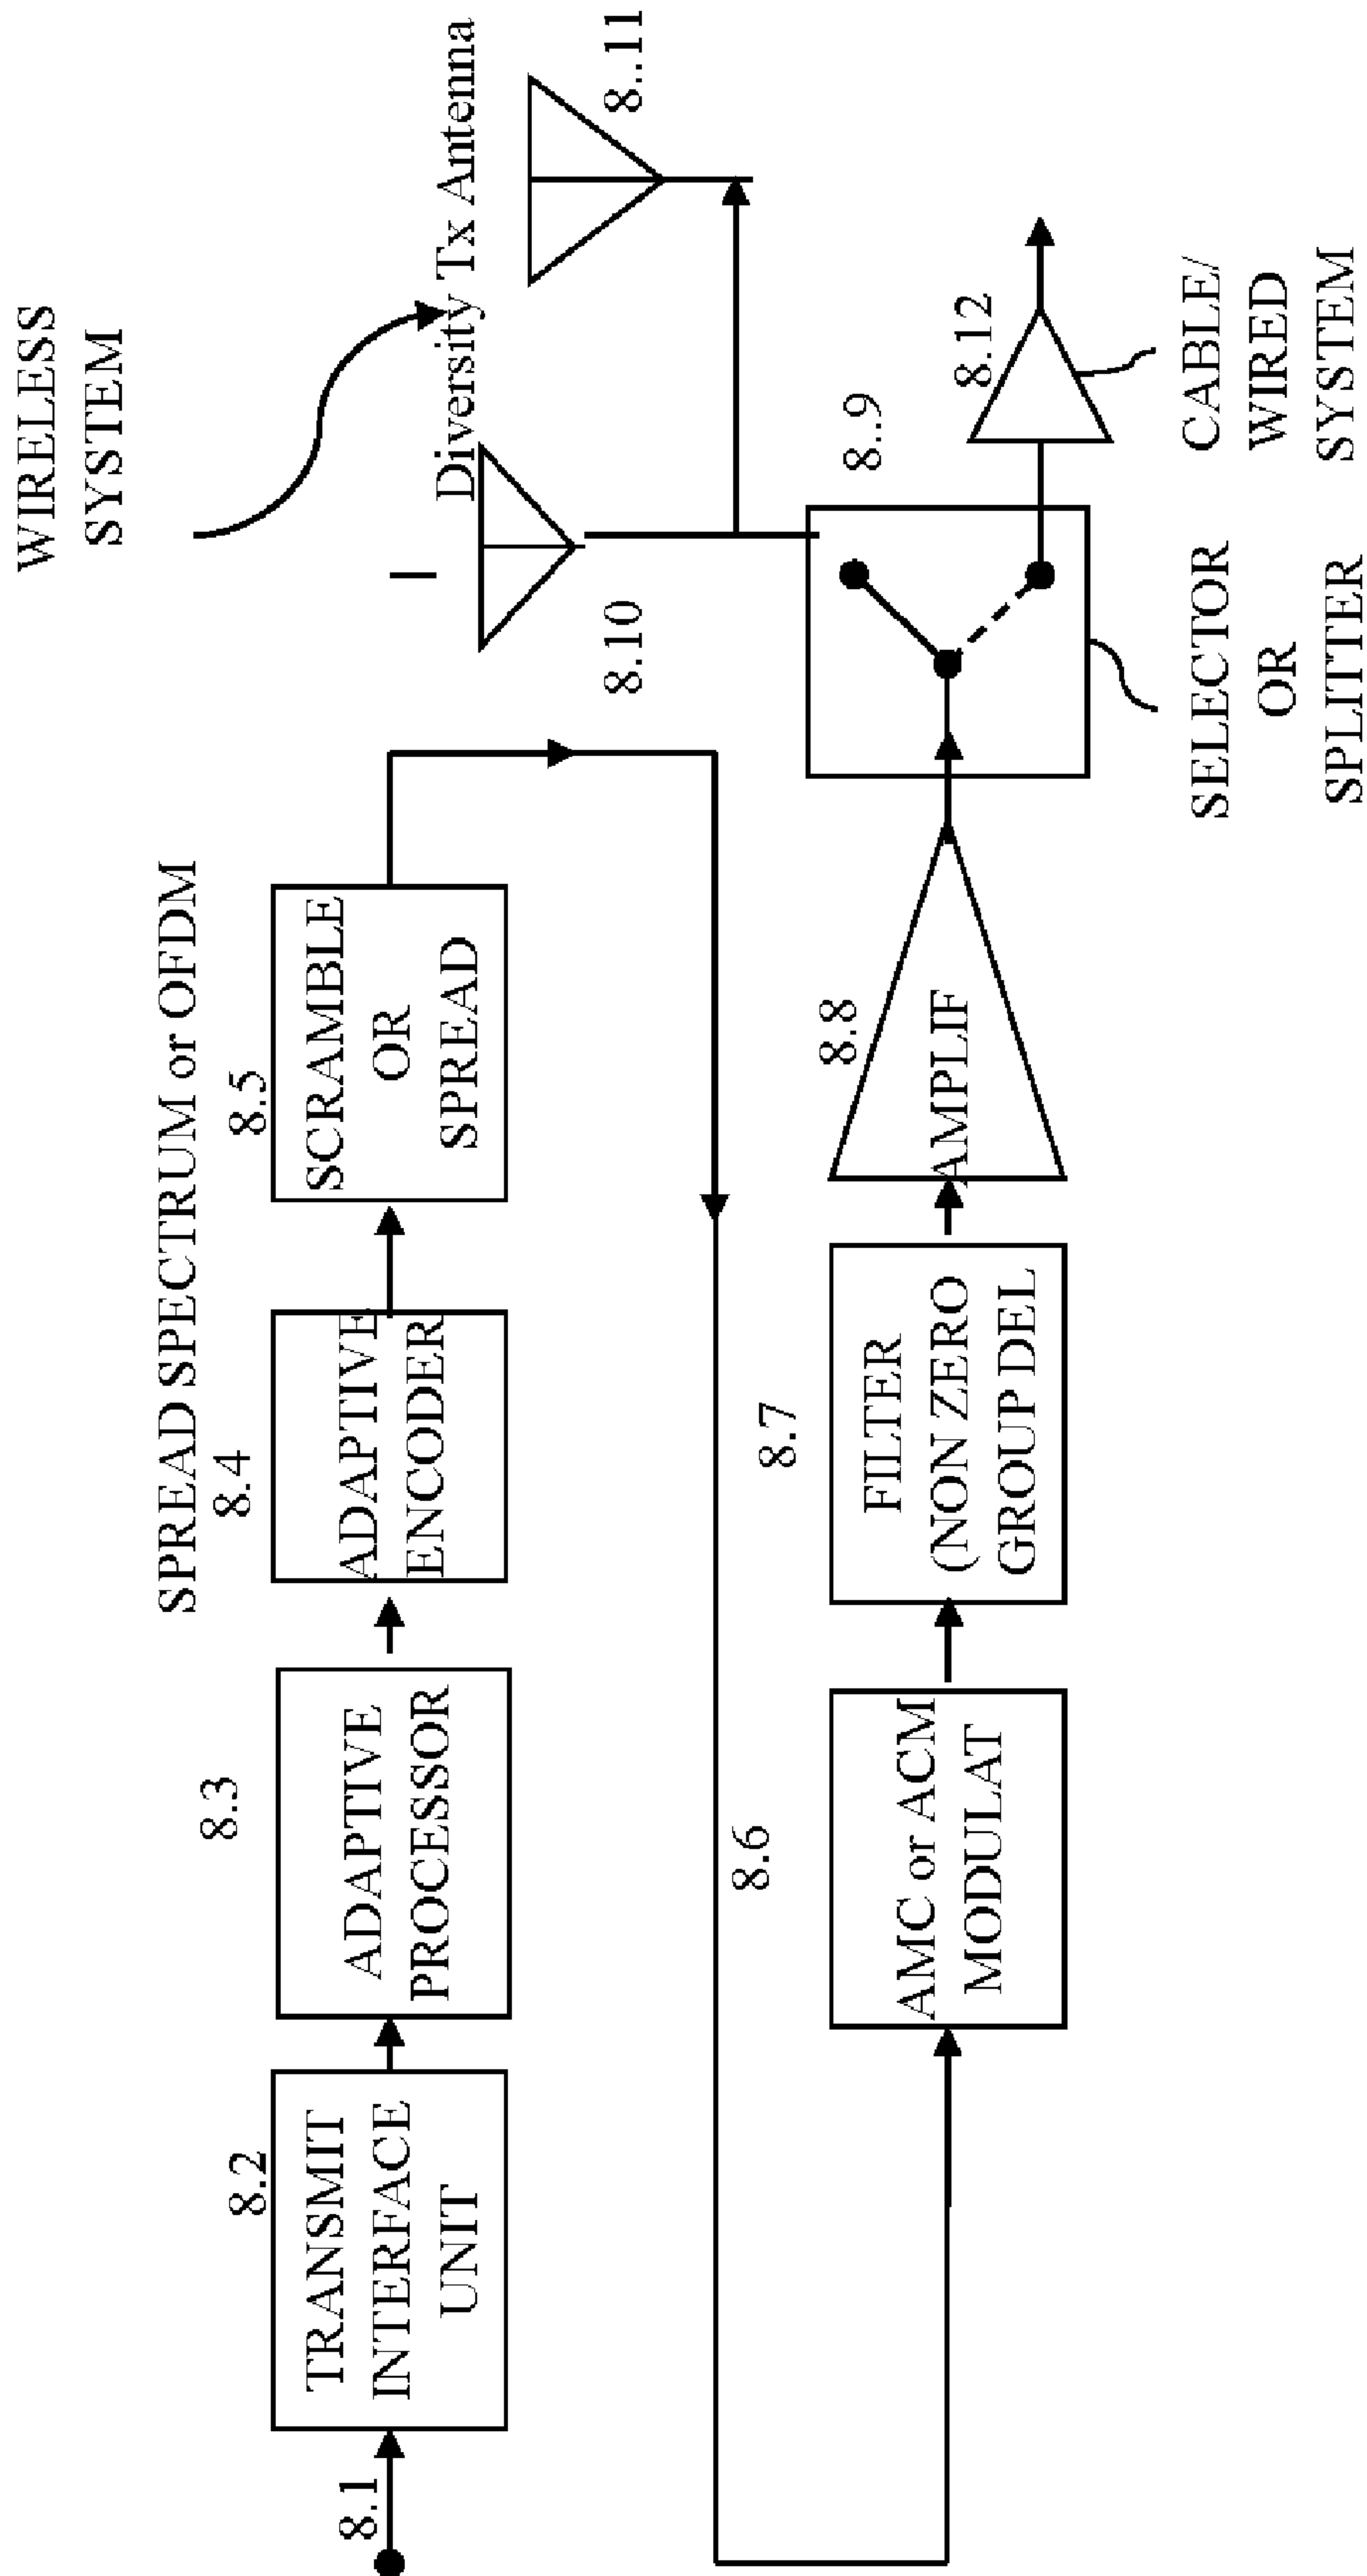 WIRELESS
SYSTEM
Diversity Tx Antenna
SPREAD SPECTRUM or OFDM
8.1
8.2
TRANSMIT
INTERFACE
UNIT
8.3
ADAPTIVE
PROCESSOR
8.4
ADAPTIVE
ENCODER
8.5
SCRAMBLE
OR
SPREAD
8.10
8..11
8.6
AMC or ACM
MODULAT
8.7
FILTER
(NON ZERO
GROUP DEL
8.8
AMPLIF
8..9
SELECTOR
OR
SPLITTER
8.12
CABLE/
WIRED
SYSTEM